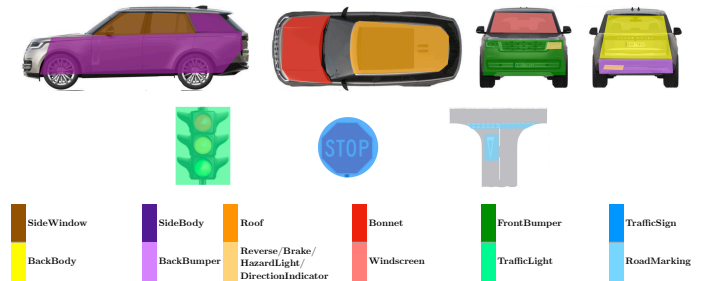 STOP
SideWindow
SideBody
Roof
Bonnet
FrontBumper
TrafficSign
BackBody
BackBumper
Reverse/Brake/
HazardLight/
DirectionIndicator
Windscreen
TrafficLight
RoadMarking